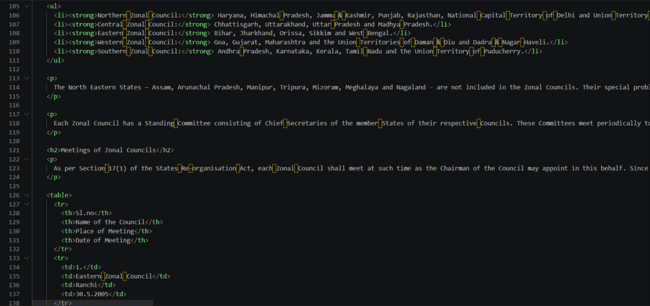 105 <ul>
106 <li><strong>Northern Zonal Council:</strong> Haryana, Himachal Pradesh, Jammu & Kashmir, Punjab, Rajasthan, National Capital Territory of Delhi and Union Territory
107 <li><strong>Central Zonal Council:</strong> Chhattisgarh, Uttarakhand, Uttar Pradesh and Madhya Pradesh.</li>
108 <li><strong>Eastern Zonal Council:</strong> Bihar, Jharkhand, Orissa, Sikkim and West Bengal.</li>
109 <li><strong>Western Zonal Council:</strong> Goa, Gujarat, Maharashtra and the Union Territories of Daman & Diu and Dadra & Nagar Haveli.</li>
110 <li><strong>Southern Zonal Council:</strong> Andhra Pradesh, Karnataka, Kerala, Tamil Nadu and the Union Territory of Puducherry.</li>
111 </ul>
112
113 <p>
114 The North Eastern States – Assam, Arunachal Pradesh, Manipur, Tripura, Mizoram, Meghalaya and Nagaland - are not included in the Zonal Councils. Their special prob
115 </p>
116
117 <p>
118 Each Zonal Council has a Standing Committee consisting of Chief Secretaries of the member States of their respective Councils. These Committees meet periodically t
119 </p>
120
121 <h2>Meetings of Zonal Councils</h2>
122 <p>
123 As per Section 17(1) of the States Re-organisation Act, each Zonal Council shall meet at such time as the Chairman of the Council may appoint in this behalf. Since
124 </p>
125
126 <table>
127 <tr>
128 <th>Sl.no</th>
129 <th>Name of the Council</th>
130 <th>Place of Meeting</th>
131 <th>Date of Meeting</th>
132 </tr>
133 <tr>
134 <td>1.</td>
135 <td>Eastern Zonal Council</td>
136 <td>Ranchi</td>
137 <td>30.5.2005</td>
138 </tr>